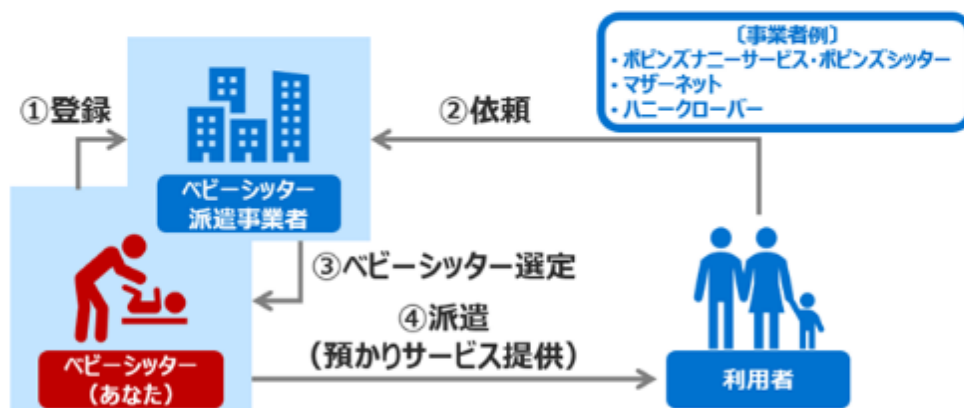 〔事業者例〕
・ポピンズナニーサービス・ポピンズシッター
・マザーネット
・ハニークローバー
①登録
②依頼
ベビーシッター
派遣事業者
③ベビーシッター選定
④派遣
（預かりサービス提供）
ベビーシッター
（あなた）
利用者